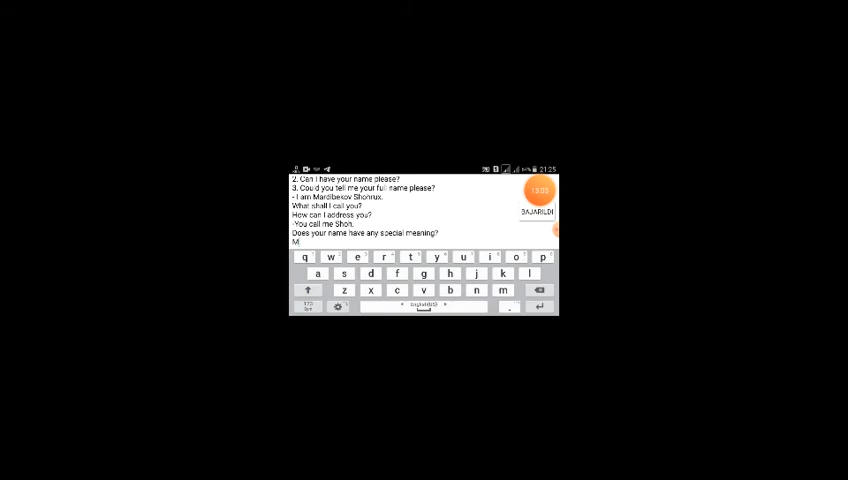 21:25
2. Can I have your name please?
3. Could you tell me your full name please?
13:03
- I am Mardibekov Shohrux.
What shall I call you?
BAJARILDI
How can I address you?
-You call me Shoh.
Does your name have any special meaning?
M
q w e r t y u i o p
a s d f g h j k l
z x c v b n m
English(US)
.